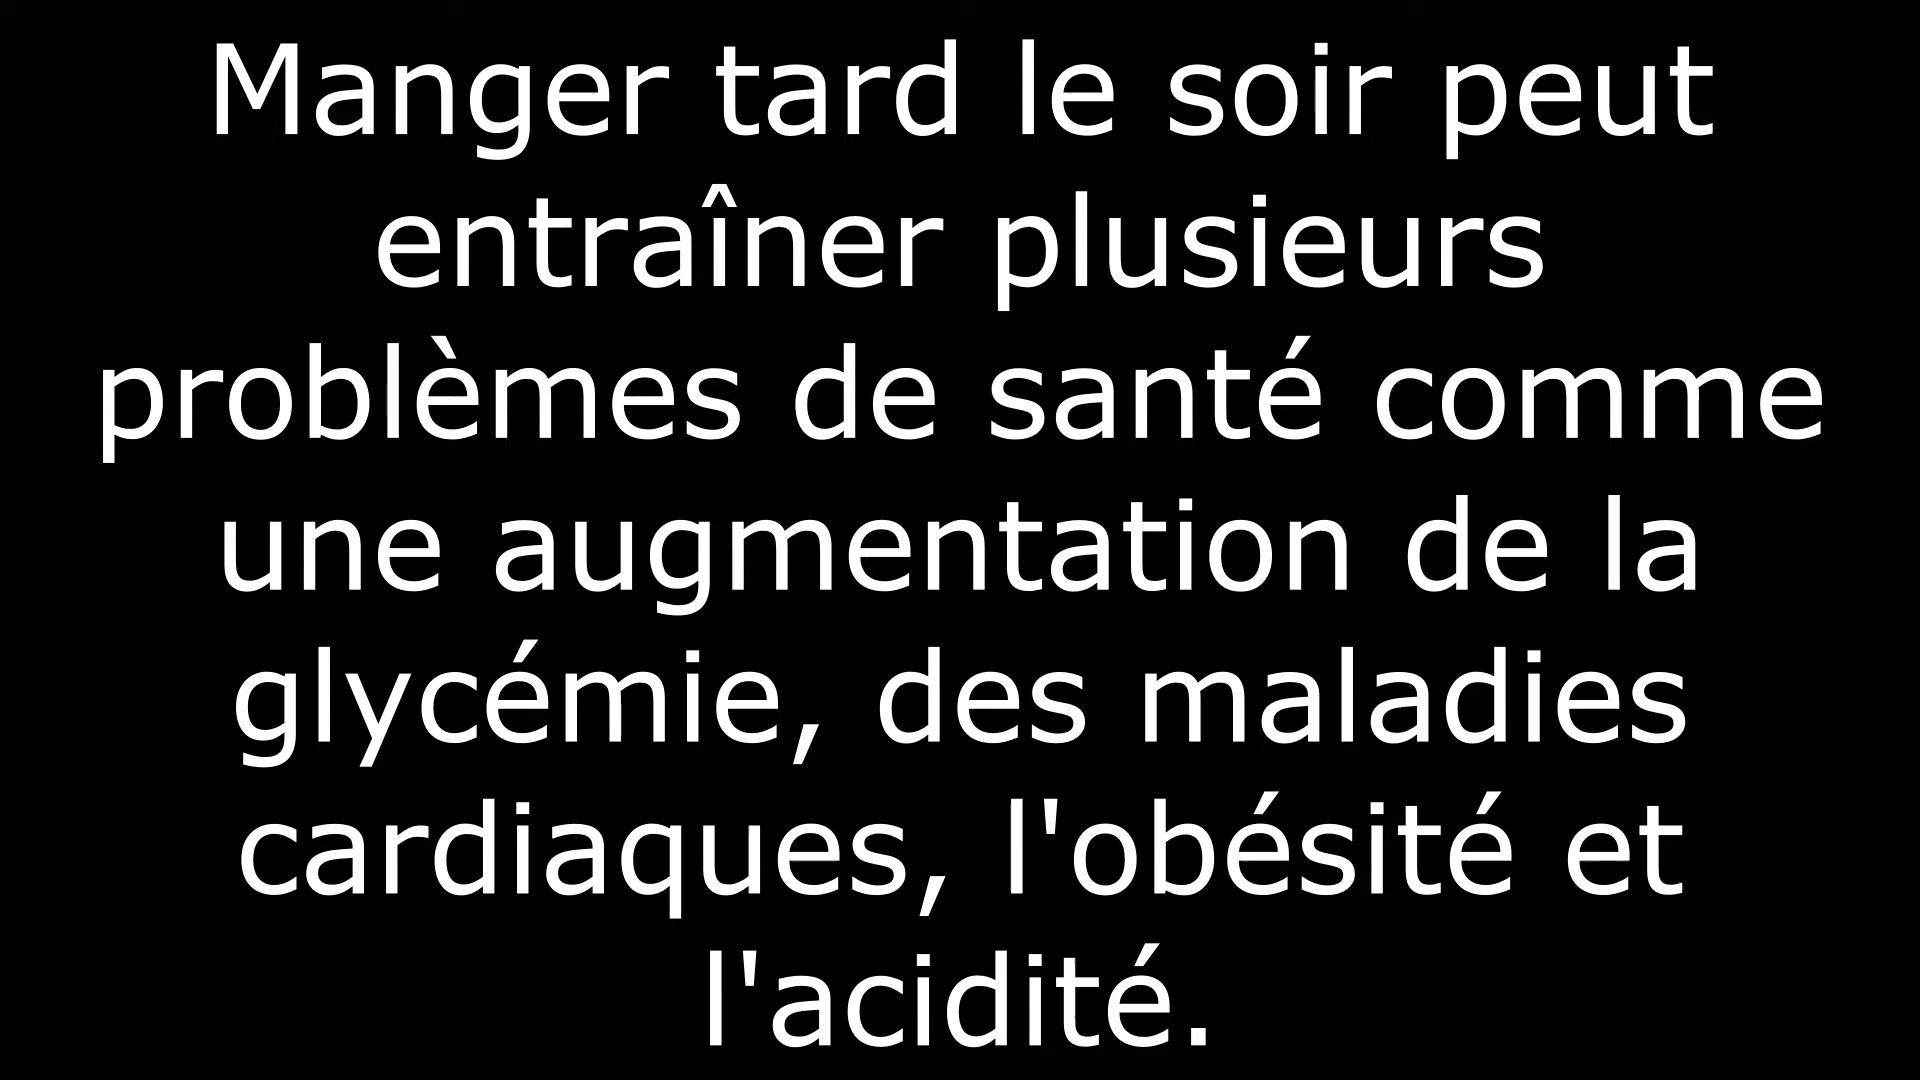 Manger tard le soir peut
entraîner plusieurs
problèmes de santé comme
une augmentation de la
glycémie, des maladies
cardiaques, l'obésité et
l'acidité.